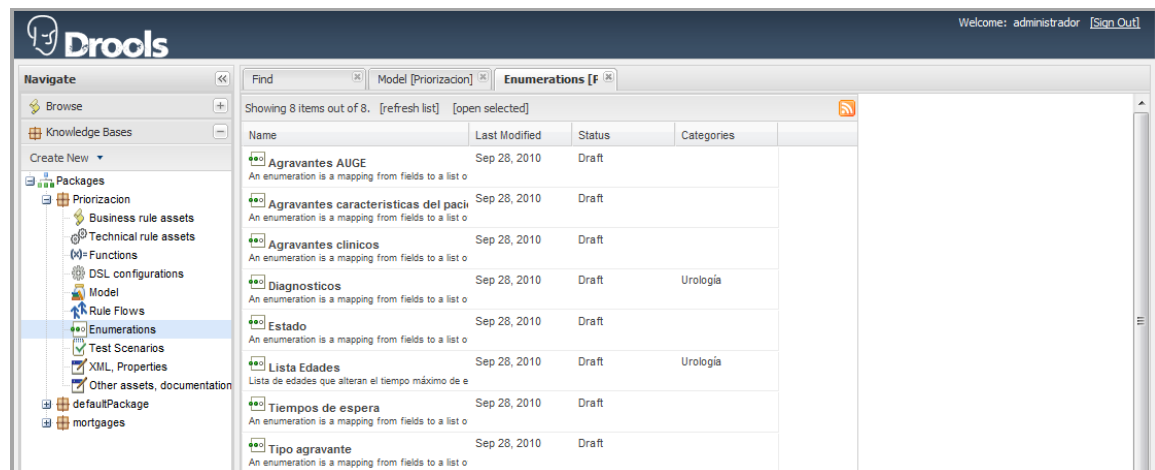 Drools
Welcome: administrador [Sign Out]
Navigate
Browse
Knowledge Bases
Create New
Packages
Priorizacion
Business rule assets
Technical rule assets
(x)= Functions
DSL configurations
Model
Rule Flows
Enumerations
Test Scenarios
XML, Properties
Other assets, documentation
defaultPackage
mortgages
Find Model [Priorizacion] Enumerations [P
Showing 8 items out of 8. [refresh list] [open selected]
Name Last Modified Status Categories
Agravantes AUGE Sep 28, 2010 Draft
An enumeration is a mapping from fields to a list o
Agravantes caracteristicas del paci Sep 28, 2010 Draft
An enumeration is a mapping from fields to a list o
Agravantes clinicos Sep 28, 2010 Draft
An enumeration is a mapping from fields to a list o
Diagnosticos Sep 28, 2010 Draft Urología
An enumeration is a mapping from fields to a list o
Estado Sep 28, 2010 Draft
An enumeration is a mapping from fields to a list o
Lista Edades Sep 28, 2010 Draft Urología
Lista de edades que alteran el tiempo máximo de e
Tiempos de espera Sep 28, 2010 Draft
An enumeration is a mapping from fields to a list o
Tipo agravante Sep 28, 2010 Draft
An enumeration is a mapping from fields to a list o